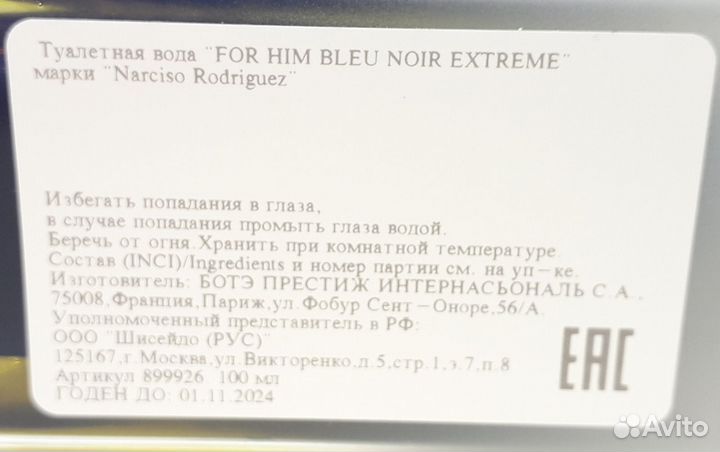 Туалетная вода "FOR HIM BLEU NOIR EXTREME"
марки "Narciso Rodriguez"
Избегать попадания в глаза,
в случае попадания промыть глаза водой.
Беречь от огня.Хранить при комнатной температуре.
Состав (INCI)/Ingredients и номер партии см. на уп-ке.
Изготовитель: БОТЭ ПРЕСТИЖ ИНТЕРНАСЬОНАЛЬ С.А.,
75008,Франция,Париж,ул.Фобур Сент-Оноре,56/А.
Уполномоченный представитель в РФ:
ООО "Шисейдо (РУС)"
125167,г.Москва,ул.Викторенко,д.5,стр.1,э.7,п.8
Артикул 899926 100 мл
ГОДЕН ДО: 01.11.2024
EAC
Avito